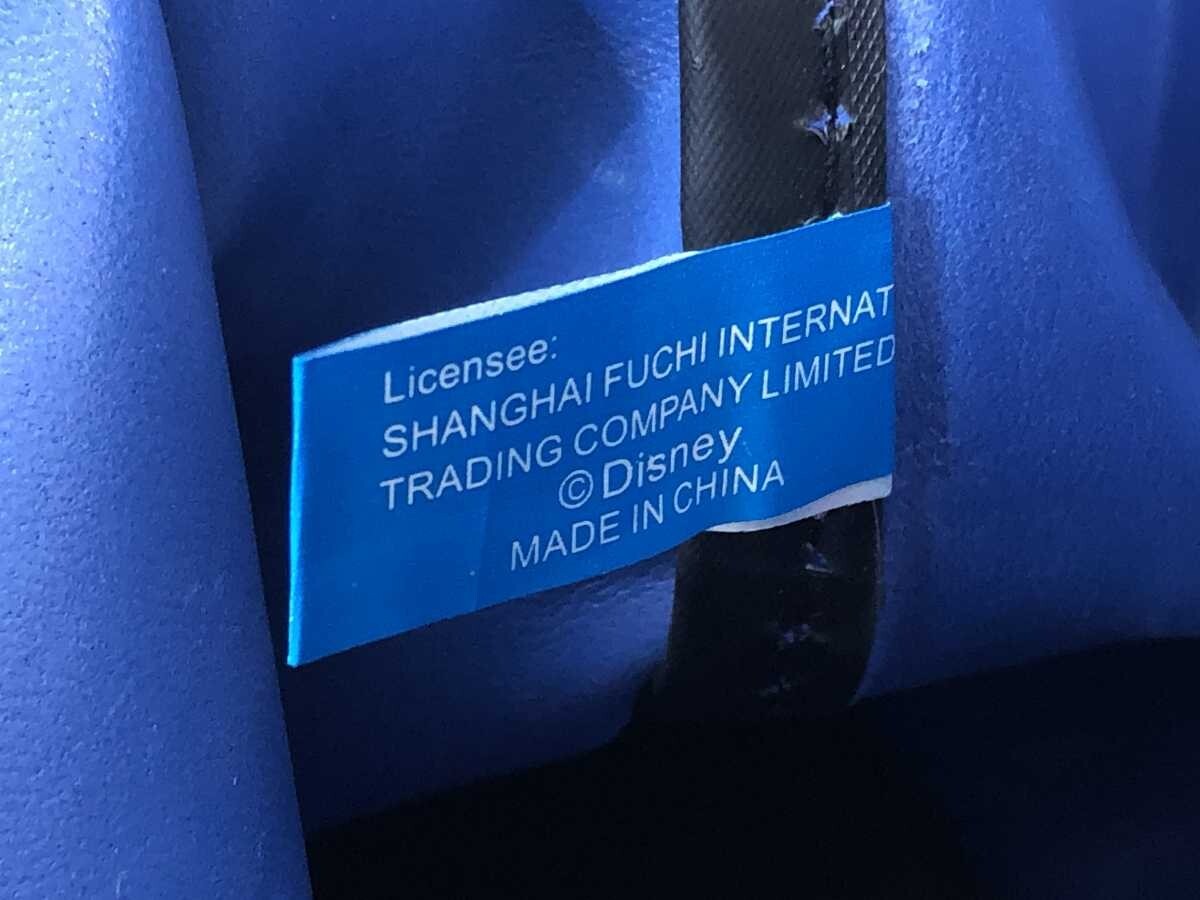 Licensee:
SHANGHAI FUCHI INTERNAT
TRADING COMPANY LIMITED
©Disney
MADE IN CHINA